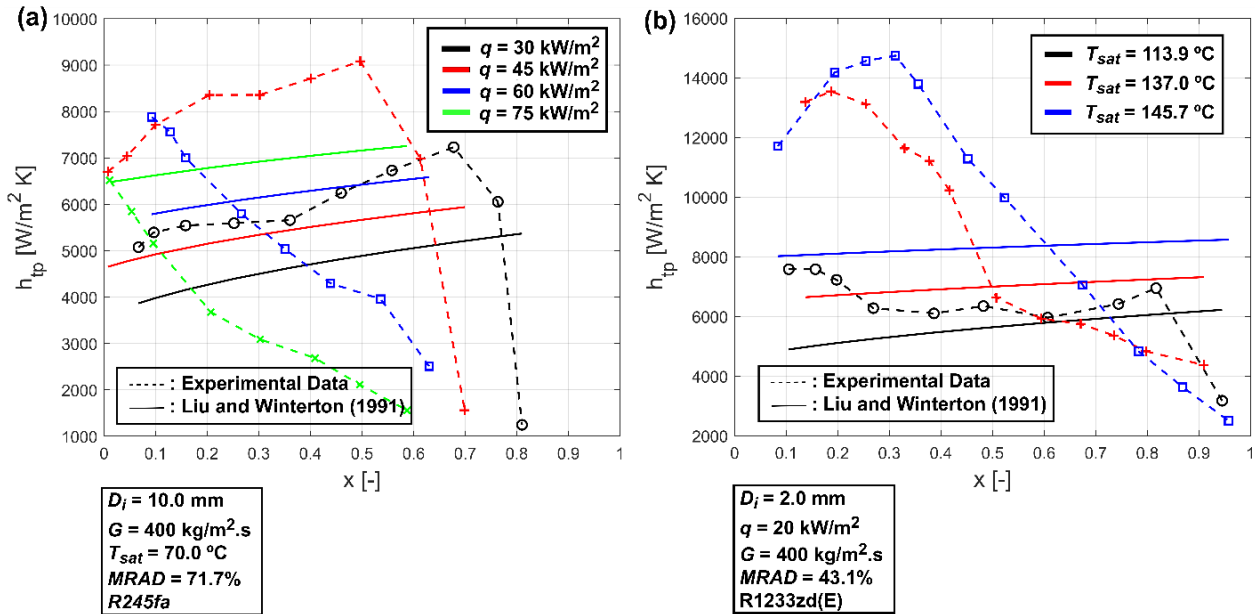 (a)
10000
9000
8000
7000
6000
5000
4000
3000
2000
1000
h_tp [W/m² K]
q = 30 kW/m²
q = 45 kW/m²
q = 60 kW/m²
q = 75 kW/m²
: Experimental Data
: Liu and Winterton (1991)
0 0.1 0.2 0.3 0.4 0.5 0.6 0.7 0.8 0.9 1
x [-]
D_i = 10.0 mm
G = 400 kg/m².s
T_sat = 70.0 ºC
MRAD = 71.7%
R245fa
(b)
16000
14000
12000
10000
8000
6000
4000
2000
h_tp [W/m² K]
T_sat = 113.9 ºC
T_sat = 137.0 ºC
T_sat = 145.7 ºC
: Experimental Data
: Liu and Winterton (1991)
0 0.1 0.2 0.3 0.4 0.5 0.6 0.7 0.8 0.9 1
x [-]
D_i = 2.0 mm
q = 20 kW/m²
G = 400 kg/m².s
MRAD = 43.1%
R1233zd(E)